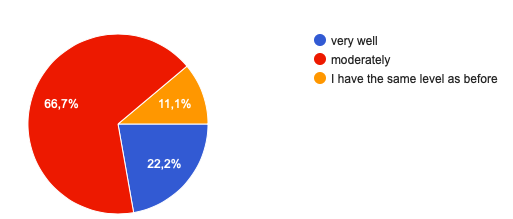 very well
moderately
I have the same level as before
66,7%
11,1%
22,2%